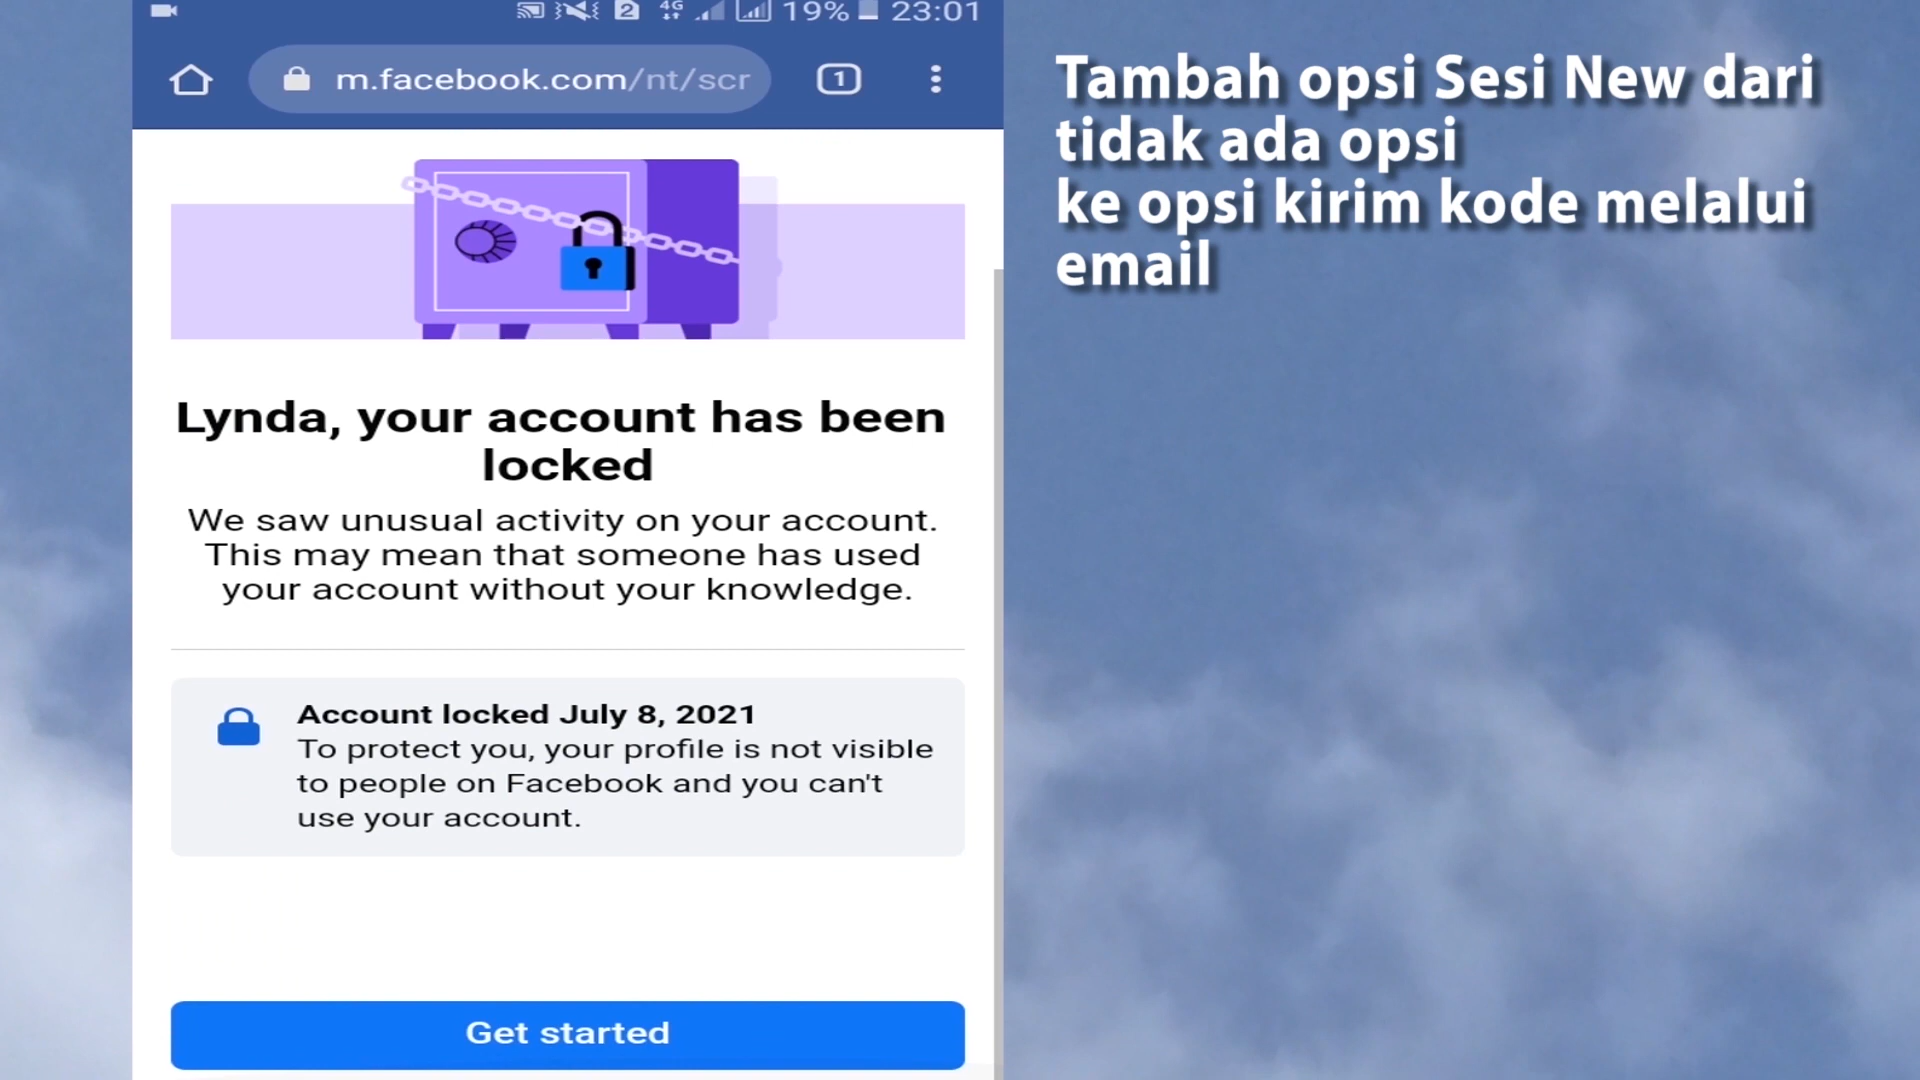 2 4G 19% 23:01
m.facebook.com/nt/scr 1
Lynda, your account has been
locked
We saw unusual activity on your account.
This may mean that someone has used
your account without your knowledge.
Account locked July 8, 2021
To protect you, your profile is not visible
to people on Facebook and you can't
use your account.
Get started
Tambah opsi Sesi New dari
tidak ada opsi
ke opsi kirim kode melalui
email